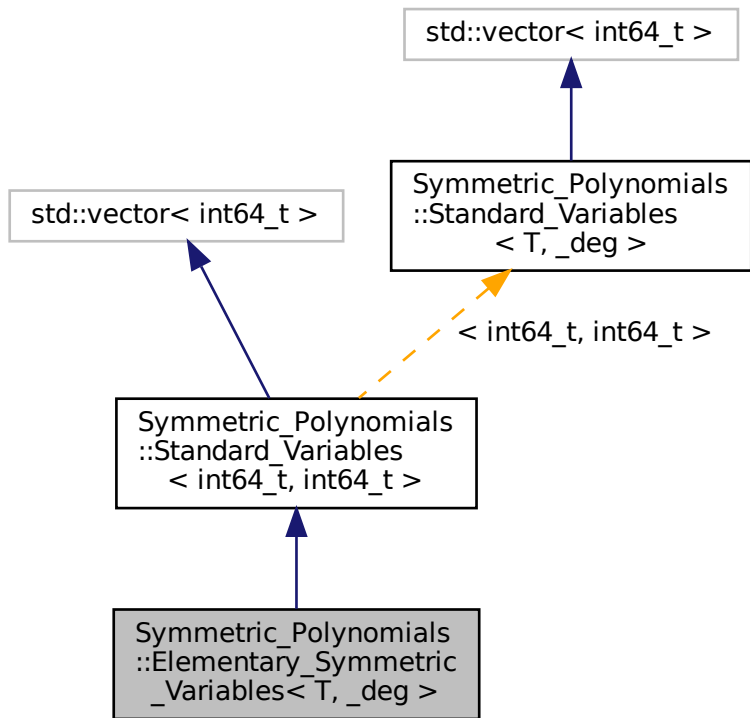 std::vector< int64_t >
Symmetric_Polynomials
::Standard_Variables
< T, _deg >
std::vector< int64_t >
< int64_t, int64_t >
Symmetric_Polynomials
::Standard_Variables
< int64_t, int64_t >
Symmetric_Polynomials
::Elementary_Symmetric
_Variables< T, _deg >